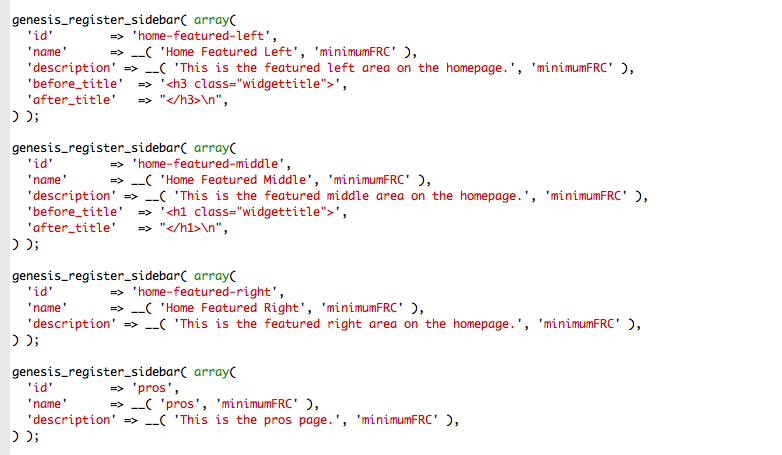 genesis_register_sidebar( array(
'id' => 'home-featured-left',
'name' => __( 'Home Featured Left', 'minimumFRC' ),
'description' => __( 'This is the featured left area on the homepage.', 'minimumFRC' ),
'before_title' => '<h3 class="widgettitle">',
'after_title' => "</h3>\n",
) );
genesis_register_sidebar( array(
'id' => 'home-featured-middle',
'name' => __( 'Home Featured Middle', 'minimumFRC' ),
'description' => __( 'This is the featured middle area on the homepage.', 'minimumFRC' ),
'before_title' => '<h1 class="widgettitle">',
'after_title' => "</h1>\n",
) );
genesis_register_sidebar( array(
'id' => 'home-featured-right',
'name' => __( 'Home Featured Right', 'minimumFRC' ),
'description' => __( 'This is the featured right area on the homepage.', 'minimumFRC' ),
) );
genesis_register_sidebar( array(
'id' => 'pros',
'name' => __( 'pros', 'minimumFRC' ),
'description' => __( 'This is the pros page.', 'minimumFRC' ),
) );